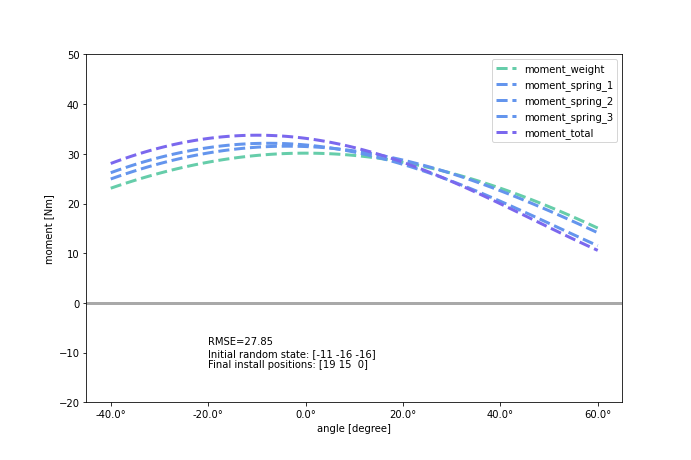 50
40
30
20
10
0
−10
−20
moment [Nm]
moment_weight
moment_spring_1
moment_spring_2
moment_spring_3
moment_total
RMSE=27.85
Initial random state: [-11 -16 -16]
Final install positions: [19 15  0]
-40.0° -20.0° 0.0° 20.0° 40.0° 60.0°
angle [degree]